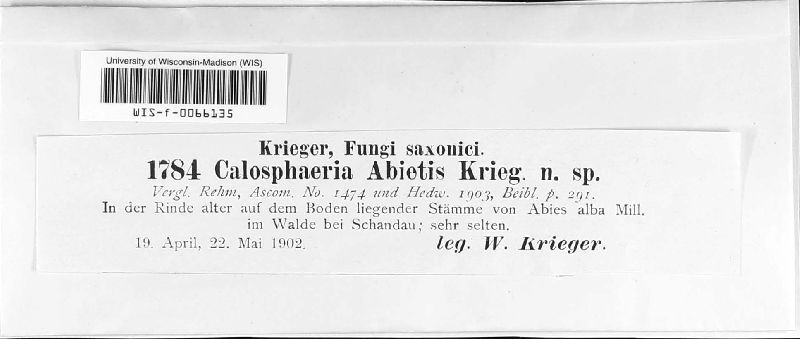 University of Wisconsin-Madison (WIS)
WIS-f-0066135
Krieger, Fungi saxonici.
1784 Calosphaeria Abietis Krieg. n. sp.
Vergl. Rehm, Ascom. No. 1474 und Hedw. 1903, Beibl. p. 291.
In der Rinde alter auf dem Boden liegender Stämme von Abies alba Mill.
im Walde bei Schandau; sehr selten.
19. April, 22. Mai 1902. leg. W. Krieger.